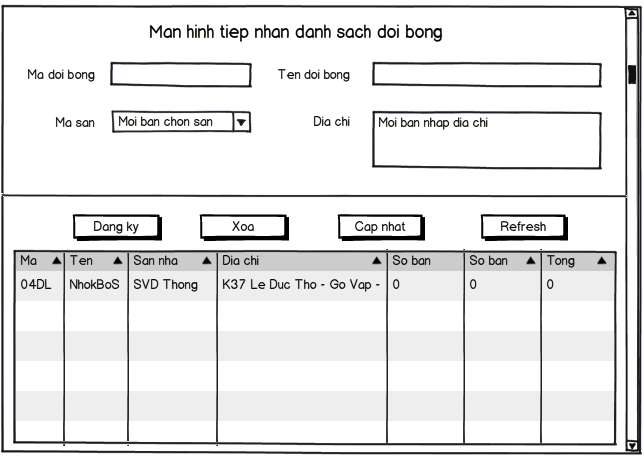 Man hinh tiep nhan danh sach doi bong
Ma doi bong
Ten doi bong
Ma san
Moi ban chon san
Dia chi
Moi ban nhap dia chi
Dang ky
Xoa
Cap nhat
Refresh
Ma
Ten
San nha
Dia chi
So ban
So ban
Tong
04DL
NhokBoS
SVD Thong
K37 Le Duc Tho - Go Vap -
0
0
0